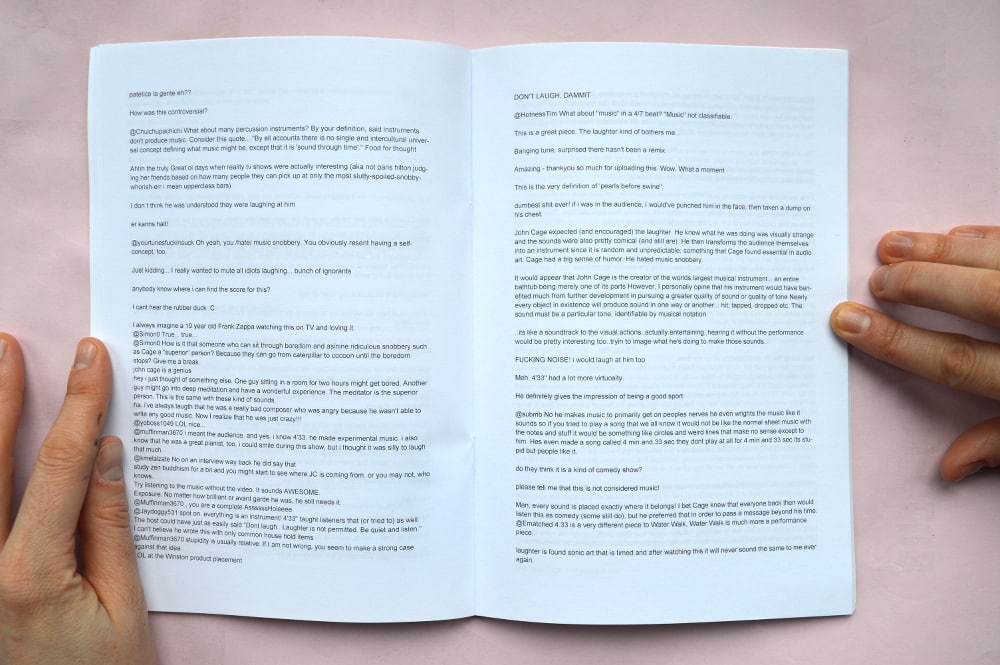 patetica la gente eh??
How was this controversial?
@Chuichupachichi What about many percussion instruments? By your definition, said instruments
don't produce music. Consider this quote... "By all accounts there is no single and intercultural univer-
sal concept defining what music might be, except that it is 'sound through time'." Food for thought
Ahhh the truly Great ol days when reality tv shows were actually interesting (aka not paris hilton judg-
ing her friends based on how many people they can pick up at only the most slutty-spoiled-snobby-
whorish-err i mean upperclass bars)
I don't think he was understood they were laughing at him
er kanns halt!
@yourtunesfuckinsuck Oh yeah, you /hate/ music snobbery. You obviously resent having a self-
concept, too.
Just kidding... I really wanted to mute all idiots laughing... bunch of ignorants
anybody know where i can find the score for this?
I cant hear the rubber duck :C
I always imagine a 19 year old Frank Zappa watching this on TV and loving it.
@Simon0 True... true...
@Simon0 How is it that someone who can sit through boredom and asinine ridiculous snobbery such
as Cage a "superior" person? Because they can go from caterpillar to cocoon until the boredom
stops? Give me a break.
john cage is a genius
hey i just thought of something else. One guy sitting in a room for two hours might get bored. Another
guy might go into deep meditation and have a wonderful experience. The meditator is the superior
person. This is the same with these kind of sounds.
ha, i've always taugth that he was a really bad composer who was angry because he wasn't able to
write any good music. Now I realize that he was just crazy!!!
@yoboss1049 LOL nice...
@muffinman3670 i meant the audience. and yes, i know 4'33. he made experimental music. i also
know that he was a great pianist, too. i could smile during this show, but i thought it was silly to laugh
that much.
@kmelalzate No on an interview way back he did say that
study zen buddhism for a bit and you might start to see where JC is coming from. or you may not, who
knows.
Try listening to the music without the video. It sounds AWESOME.
Exposure. No matter how brilliant or avant garde he was, he still needs it.
@Muffinman3670 , you are a complete AssssssHoleeee
@Jaydoggy531 spot on. everything is an instrument! 4'33" taught listeners that (or tried to) as well.
The host could have just as easily said "Don't laugh. Laughter is not permitted. Be quiet and listen."
I can't believe he wrote this with only common house hold items
@Muffinman3670 stupidity is usually relative. If I am not wrong, you seem to make a strong case
against that idea.
LOL at the Winston product placement
DON'T LAUGH, DAMMIT
@HotnessTim What about "music" in a 4/7 beat? "Music" not classifiable.
This is a great piece. The laughter kind of bothers me...
Banging tune, surprised there hasn't been a remix.
Amazing - thankyou so much for uploading this. Wow. What a moment
This is the very definition of "pearls before swine".
dumbest shit ever! if i was in the audience, i would've punched him in the face, then taken a dump on
his chest
John Cage expected (and encouraged) the laughter. He knew what he was doing was visually strange
and the sounds were also pretty comical (and still are). He then transforms the audience themselves
into an instrument since it is random and unpredictable; something that Cage found essential in audio
art. Cage had a big sense of humor. He hated music snobbery.
It would appear that John Cage is the creator of the worlds largest musical instrument... an entire
bathtub being merely one of its parts However, I personally opine that his instrument would have ben-
efited much from further development in pursuing a greater quality of sound or quality of tone Nearly
every object in existence will produce sound in one way or another... hit, tapped, dropped etc. The
sound must be a particular tone, identifiable by musical notation
..its like a soundtrack to the visual actions. actually entertaining. hearing it without the performance
would be pretty interesting too. tryin to image what he's doing to make those sounds..
FUCKING NOISE! i would laugh at him too
Meh, 4'33" had a lot more virtuosity.
He definitely gives the impression of being a good sport.
@submb No he makes music to primarily get on peoples nerves he even wrights the music like it
sounds so if you tried to play a song that we all know it would not be like the normal sheet music with
the notes and stuff it would be something like circles and weird lines that make no sense except to
him. Hes even made a song called 4 min and 33 sec they dont play at all for 4 min and 33 sec its stu-
pid but people like it.
do they think it is a kind of comedy show?
please tell me that this is not considered music!
Man, every sound is placed exactly where it belongs! I bet Cage knew that everyone back then would
listen this as comedy (some still do), but he preferred that in order to pass a message beyond his time.
@Ematched 4.33 is a very different piece to Water Walk, Water Walk is much more a performance
piece.
laughter is found sonic art that is timed and after watching this it will never sound the same to me ever
again.